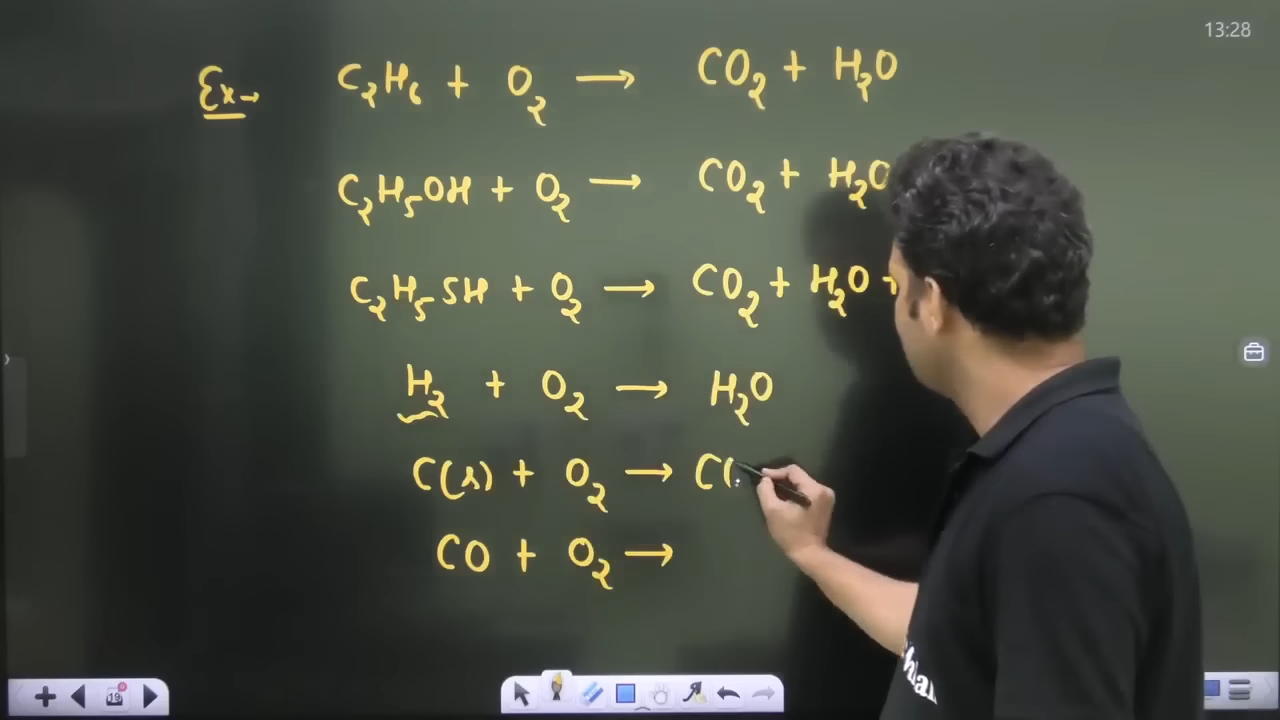 13:28
Ex→ C₂H₆ + O₂ ⟶ CO₂ + H₂O
C₂H₅OH + O₂ ⟶ CO₂ + H₂O
C₂H₅SH + O₂ ⟶ CO₂ + H₂O +
H₂ + O₂ ⟶ H₂O
C(s) + O₂ ⟶ C
CO + O₂ ⟶
19